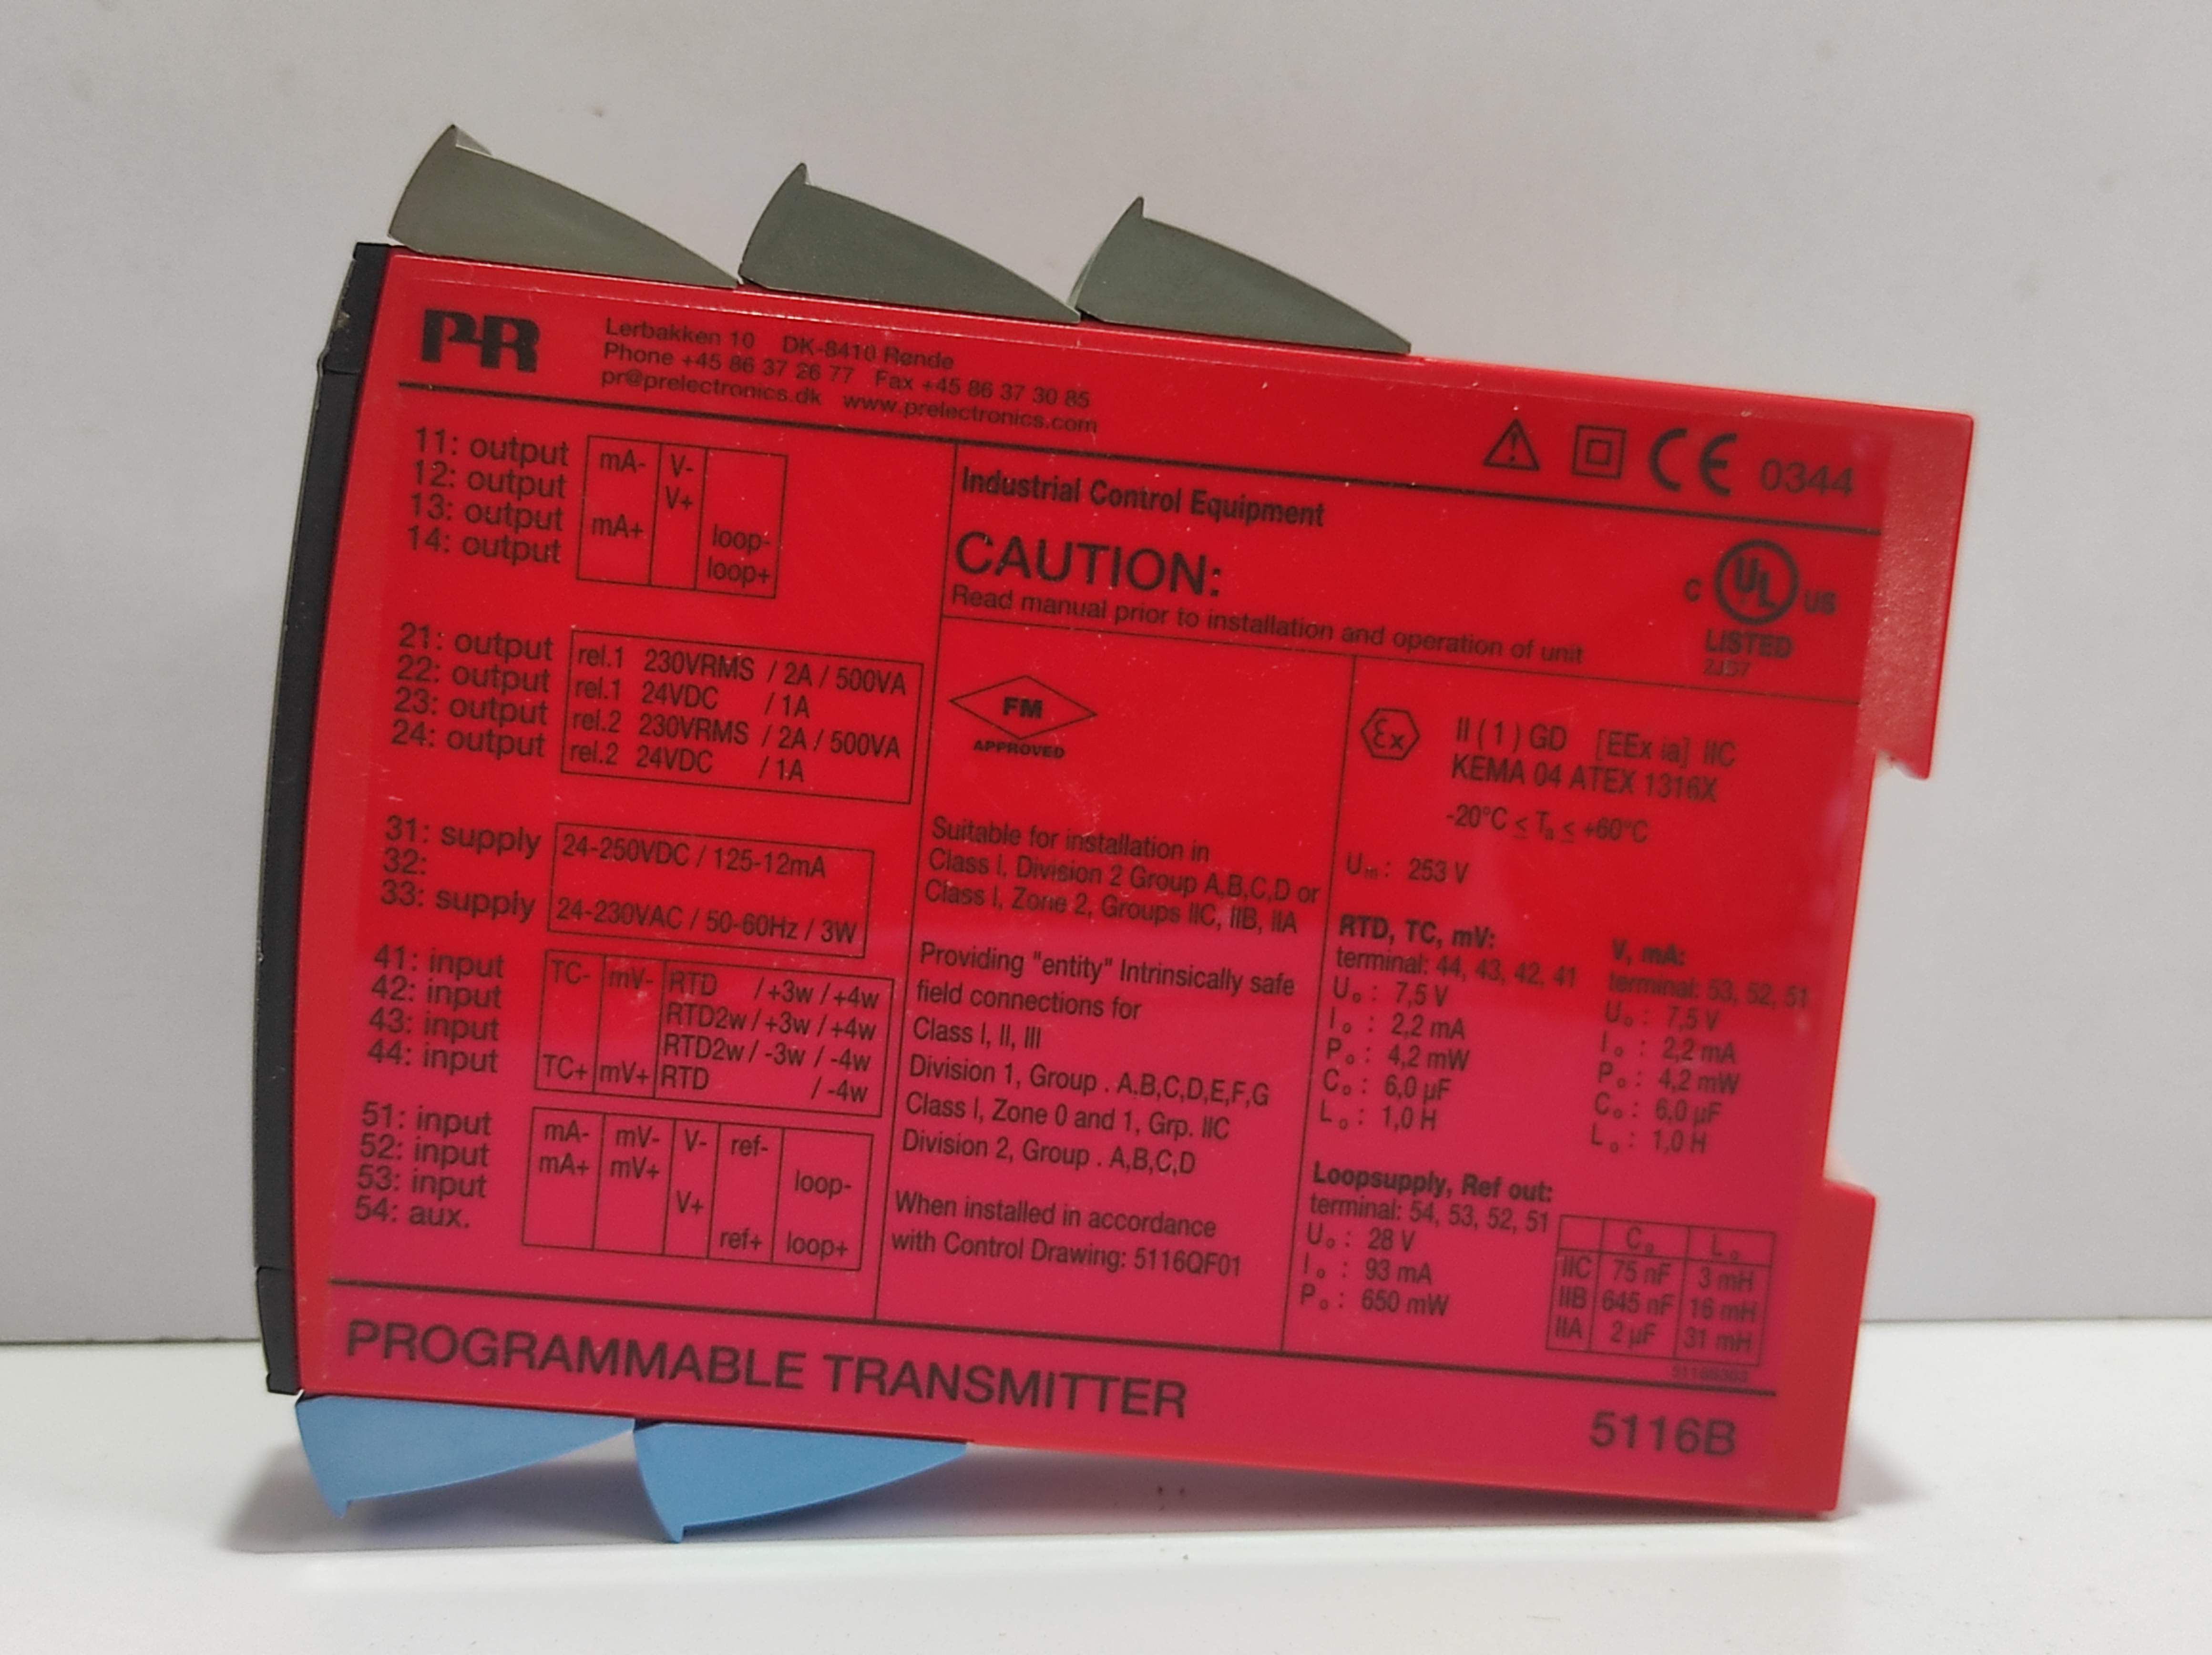 PR
Lerbakken 10 DK-8410 Rønde
Phone +45 86 37 26 77 Fax +45 86 37 30 85
pr@prelectronics.dk www.prelectronics.com
CE 0344
11: output mA- V-
12: output V+
13: output mA+ loop-
14: output loop+
21: output rel.1 230VRMS / 2A / 500VA
22: output rel.1 24VDC / 1A
23: output rel.2 230VRMS / 2A / 500VA
24: output rel.2 24VDC / 1A
31: supply 24-250VDC / 125-12mA
32:
33: supply 24-230VAC / 50-60Hz / 3W
41: input TC- mV- RTD / +3w / +4w
42: input RTD2w / +3w / +4w
43: input RTD2w / -3w / -4w
44: input TC+ mV+ RTD / -4w
51: input mA- mV- V- ref-
52: input mA+ mV+ loop-
53: input V+
54: aux. ref+ loop+
Industrial Control Equipment
CAUTION:
Read manual prior to installation and operation of unit
C UL US
LISTED
2J57
FM
APPROVED
Suitable for installation in
Class I, Division 2 Group A,B,C,D or
Class I, Zone 2, Groups IIC, IIB, IIA
Providing "entity" Intrinsically safe
field connections for
Class I, II, III
Division 1, Group . A,B,C,D,E,F,G
Class I, Zone 0 and 1, Grp. IIC
Division 2, Group . A,B,C,D
When installed in accordance
with Control Drawing: 5116QF01
εx II ( 1 ) GD [EEx ia] IIC
KEMA 04 ATEX 1316X
-20°C ≤ Ta ≤ +60°C
Um : 253 V
RTD, TC, mV:
terminal: 44, 43, 42, 41
Uo : 7,5 V
Io : 2,2 mA
Po : 4,2 mW
Co : 6,0 µF
Lo : 1,0 H
V, mA:
terminal: 53, 52, 51
Uo : 7,5 V
Io : 2,2 mA
Po : 4,2 mW
Co : 6,0 µF
Lo : 1,0 H
Loopsupply, Ref out:
terminal: 54, 53, 52, 51
Uo : 28 V
Io : 93 mA
Po : 650 mW
Co Lo
IIC 75 nF 3 mH
IIB 645 nF 16 mH
IIA 2 µF 31 mH
PROGRAMMABLE TRANSMITTER
5116B